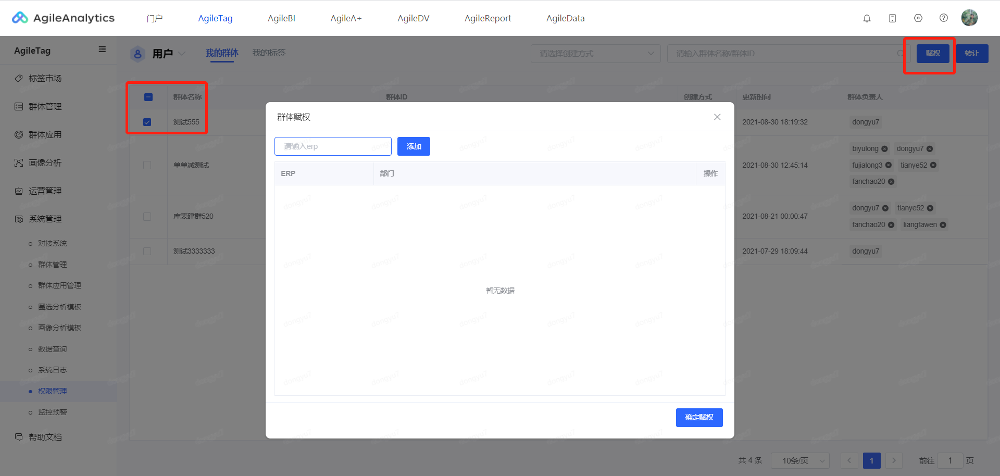 AgileAnalytics 门户 AgileTag AgileBI AgileA+ AgileDV AgileReport AgileData
AgileTag
用户 我的群体 我的标签 请选择创建方式 请输入群体名称/群体ID 赋权 转让
标签市场
群体管理
群体应用
画像分析
运营管理
系统管理
对接系统
群体管理
群体应用管理
圈选分析模板
画像分析模板
数据查询
系统日志
权限管理
监控预警
帮助文档
群体名称 群体ID 创建方式 更新时间 群体负责人
测试555 2021-08-30 18:19:32 dongyu7
单单减测试 2021-08-30 12:45:14 biyulong dongyu7
fujialong3 tianye52
fanchao20
库表建群520 2021-08-21 00:00:47 dongyu7 tianye52
fanchao20 liangfawen
测试3333333 2021-07-29 18:09:44 dongyu7
群体赋权
请输入erp 添加
ERP 部门 操作
暂无数据
确定赋权
共 4 条 10条/页 1 前往 1 页
dongyu7